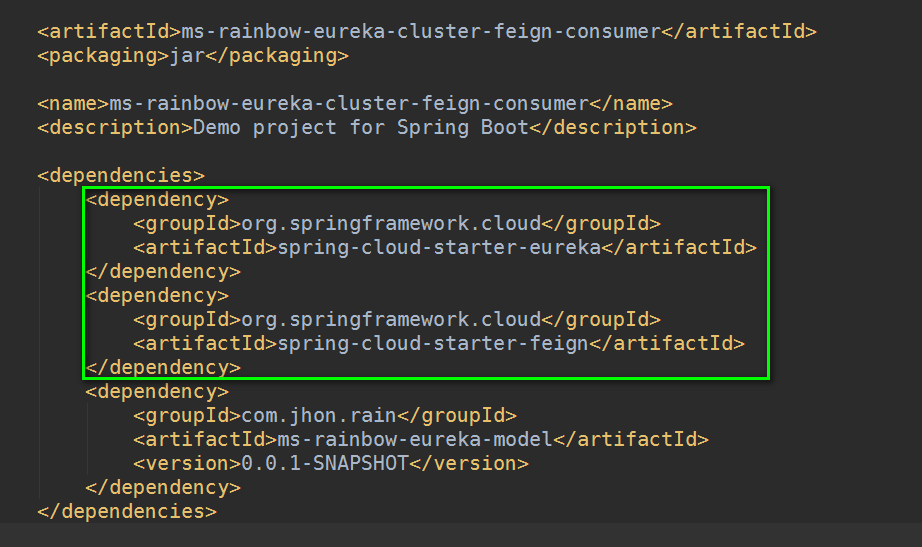 <artifactId>ms-rainbow-eureka-cluster-feign-consumer</artifactId>
<packaging>jar</packaging>
<name>ms-rainbow-eureka-cluster-feign-consumer</name>
<description>Demo project for Spring Boot</description>
<dependencies>
<dependency>
<groupId>org.springframework.cloud</groupId>
<artifactId>spring-cloud-starter-eureka</artifactId>
</dependency>
<dependency>
<groupId>org.springframework.cloud</groupId>
<artifactId>spring-cloud-starter-feign</artifactId>
</dependency>
<dependency>
<groupId>com.jhon.rain</groupId>
<artifactId>ms-rainbow-eureka-model</artifactId>
<version>0.0.1-SNAPSHOT</version>
</dependency>
</dependencies>